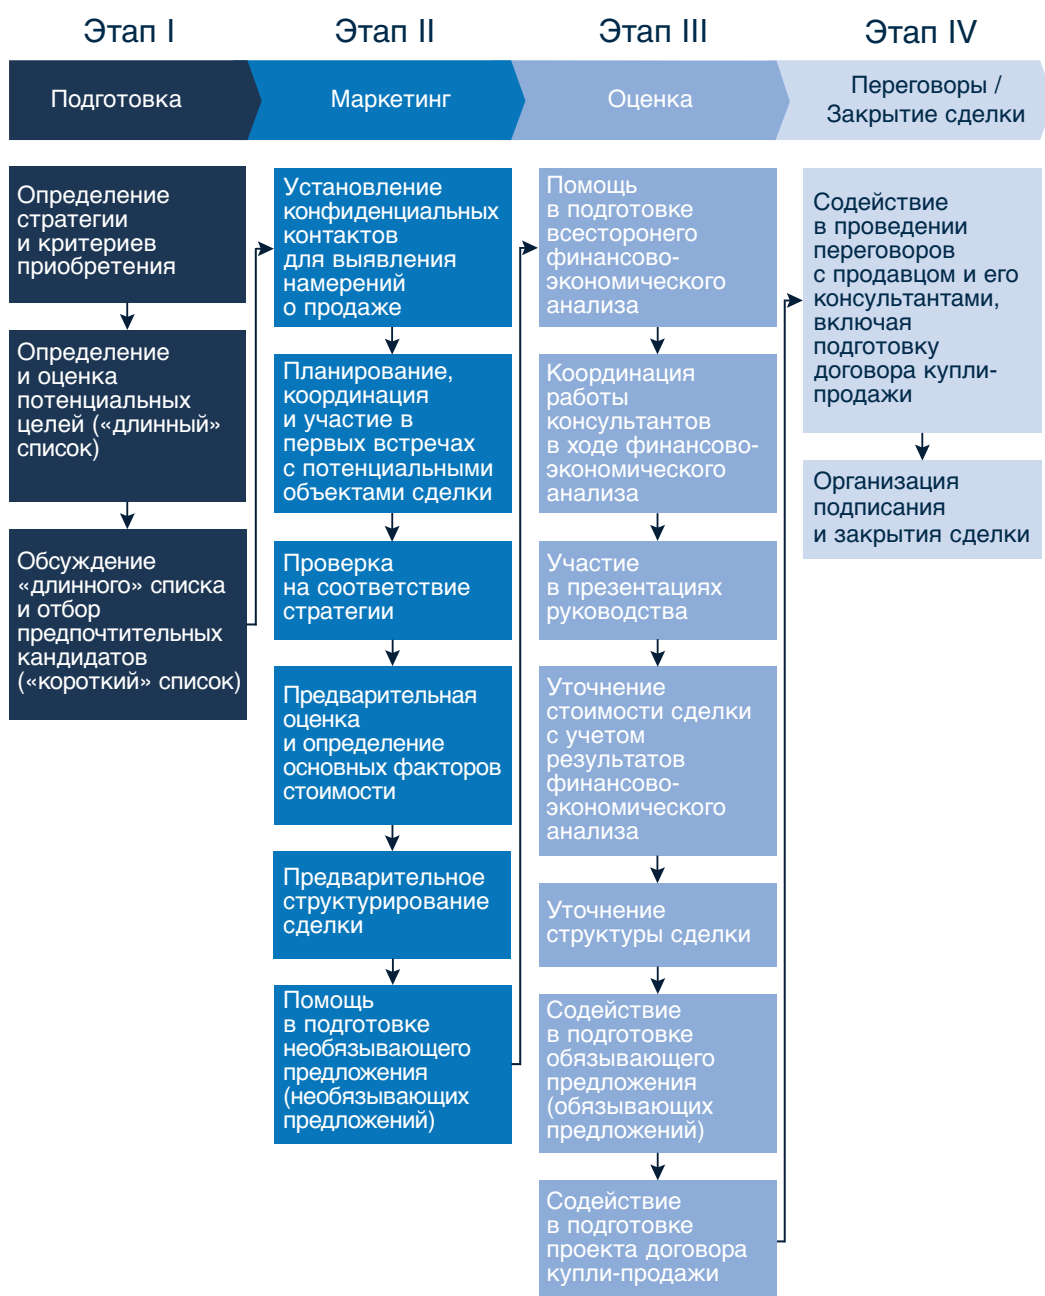 Этап I
Этап II
Этап III
Этап IV
Подготовка
Маркетинг
Оценка
Переговоры /
Закрытие сделки
Определение
стратегии
и критериев
приобретения
Определение
и оценка
потенциальных
целей («длинный»
список)
Обсуждение
«длинного» списка
и отбор
предпочтительных
кандидатов
(«короткий» список)
Установление
конфиденциальных
контактов
для выявления
намерений
о продаже
Планирование,
координация
и участие в
первых встречах
с потенциальными
объектами сделки
Проверка
на соответствие
стратегии
Предварительная
оценка
и определение
основных факторов
стоимости
Предварительное
структурирование
сделки
Помощь
в подготовке
необязывающего
предложения
(необязывающих
предложений)
Помощь
в подготовке
всесторонего
финансово-
экономического
анализа
Координация
работы
консультантов
в ходе финансово-
экономического
анализа
Участие
в презентациях
руководства
Уточнение
стоимости сделки
с учетом
результатов
финансово-
экономического
анализа
Уточнение
структуры сделки
Содействие
в подготовке
обязывающего
предложения
(обязывающих
предложений)
Содействие
в подготовке
проекта договора
купли-продажи
Содействие
в проведении
переговоров
с продавцом и его
консультантами,
включая
подготовку
договора купли-
продажи
Организация
подписания
и закрытия сделки